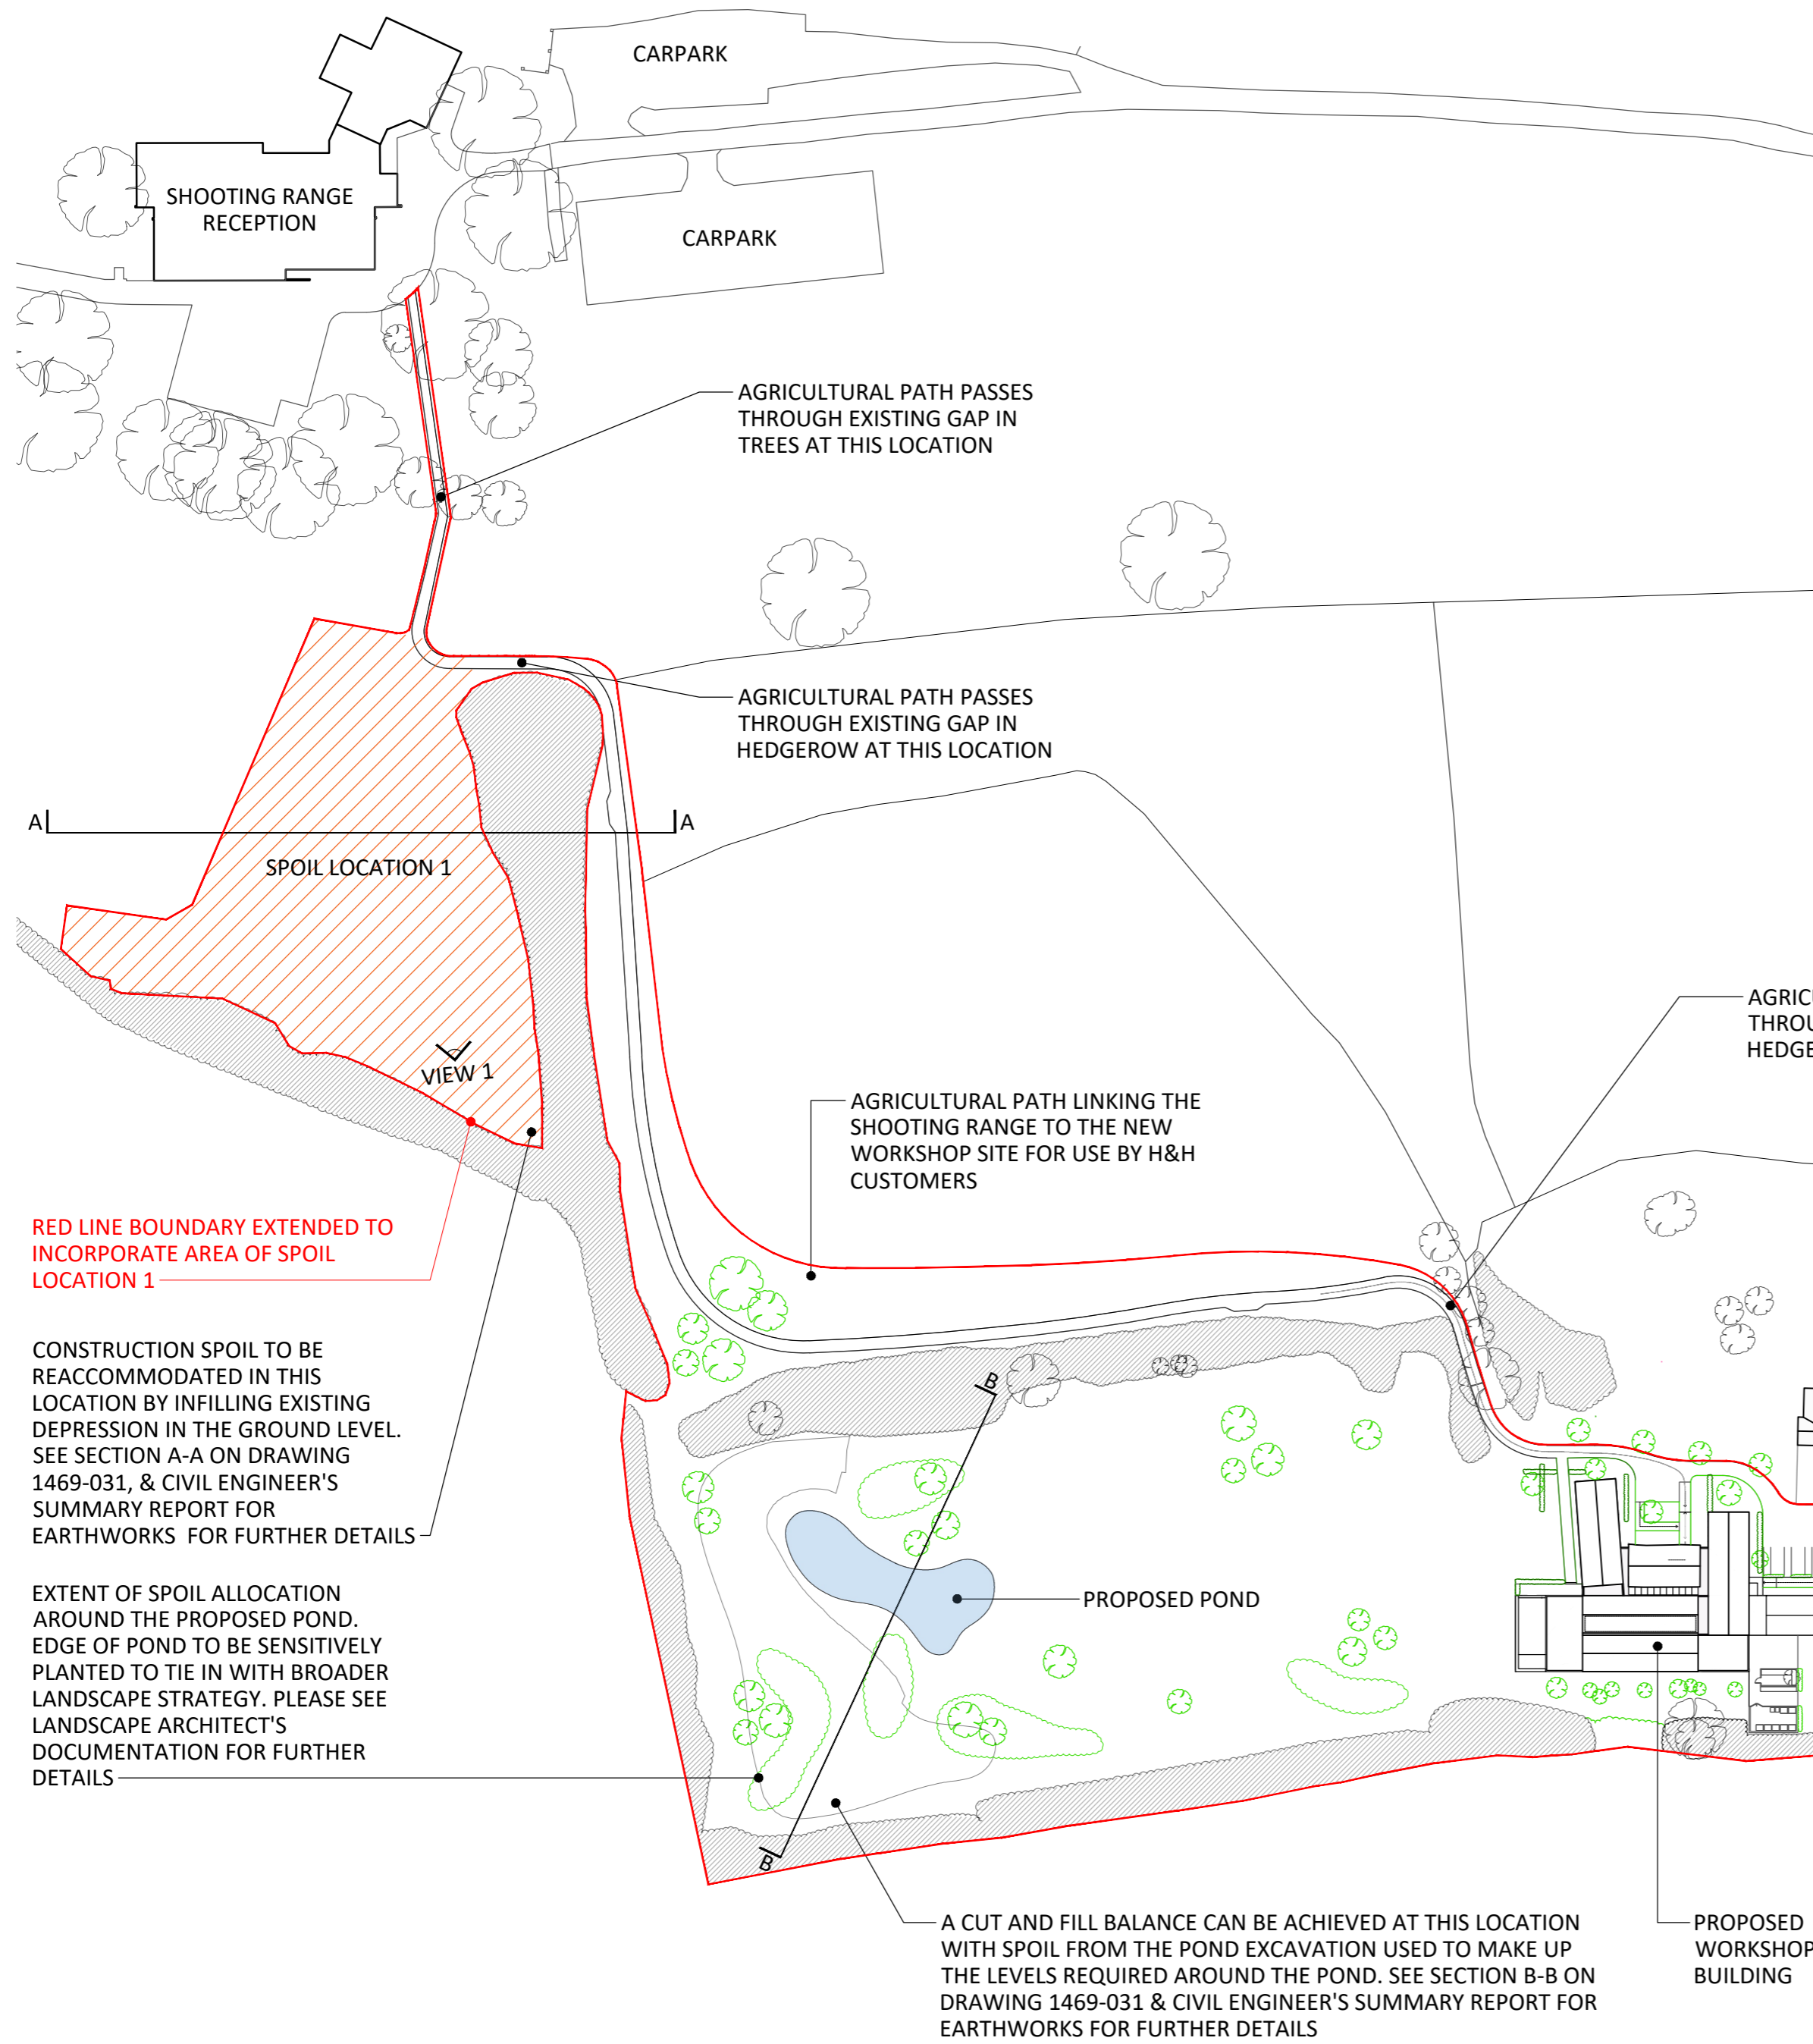 CARPARK
SHOOTING RANGE
RECEPTION
CARPARK
AGRICULTURAL PATH PASSES
THROUGH EXISTING GAP IN
TREES AT THIS LOCATION
AGRICULTURAL PATH PASSES
THROUGH EXISTING GAP IN
HEDGEROW AT THIS LOCATION
A
A
SPOIL LOCATION 1
VIEW 1
AGRICU
THROU
HEDGE
AGRICULTURAL PATH LINKING THE
SHOOTING RANGE TO THE NEW
WORKSHOP SITE FOR USE BY H&H
CUSTOMERS
RED LINE BOUNDARY EXTENDED TO
INCORPORATE AREA OF SPOIL
LOCATION 1
CONSTRUCTION SPOIL TO BE
REACCOMMODATED IN THIS
LOCATION BY INFILLING EXISTING
DEPRESSION IN THE GROUND LEVEL.
SEE SECTION A-A ON DRAWING
1469-031, & CIVIL ENGINEER'S
SUMMARY REPORT FOR
EARTHWORKS FOR FURTHER DETAILS
B
EXTENT OF SPOIL ALLOCATION
AROUND THE PROPOSED POND.
EDGE OF POND TO BE SENSITIVELY
PLANTED TO TIE IN WITH BROADER
LANDSCAPE STRATEGY. PLEASE SEE
LANDSCAPE ARCHITECT'S
DOCUMENTATION FOR FURTHER
DETAILS
PROPOSED POND
B
A CUT AND FILL BALANCE CAN BE ACHIEVED AT THIS LOCATION
WITH SPOIL FROM THE POND EXCAVATION USED TO MAKE UP
THE LEVELS REQUIRED AROUND THE POND. SEE SECTION B-B ON
DRAWING 1469-031 & CIVIL ENGINEER'S SUMMARY REPORT FOR
EARTHWORKS FOR FURTHER DETAILS
PROPOSED
WORKSHOP
BUILDING